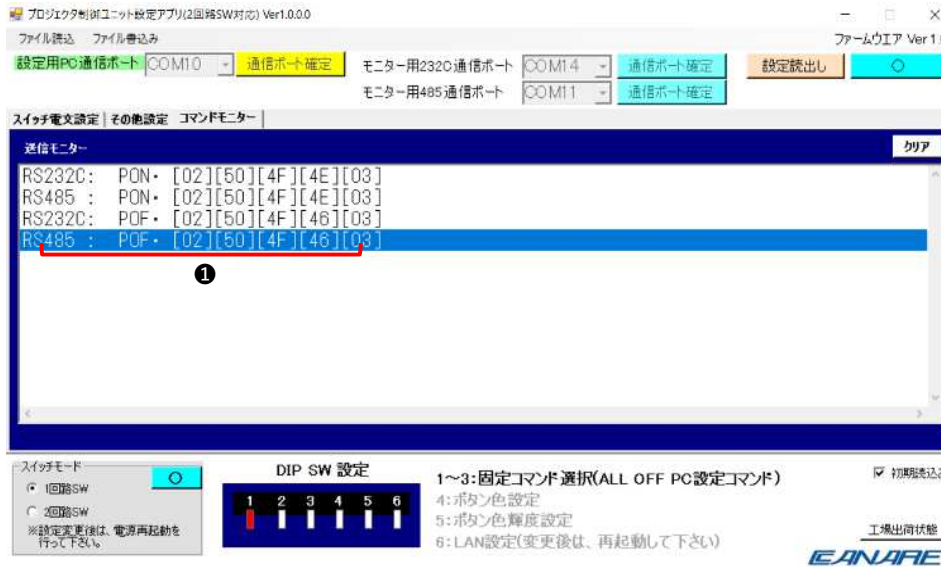 プロジェクタ制御ユニット設定アプリ(2回路SW対応) Ver1.0.0.0
ファイル読込 ファイル書込み ファームウエア Ver1
設定用PC通信ポート COM10 通信ポート確定 モニター用232C通信ポート COM14 通信ポート確定 設定読出し ○
モニター用485通信ポート COM11 通信ポート確定
スイッチ電文設定 その他設定 コマンドモニター
送信モニター クリア
RS232C: PON・ [02][50][4F][4E][03]
RS485 : PON・ [02][50][4F][4E][03]
RS232C: POF・ [02][50][4F][46][03]
RS485 : POF・ [02][50][4F][46][03]
❶
スイッチモード
○
1回路SW
2回路SW
※設定変更後は、電源再起動を
行って下さい。
DIP SW 設定
1 2 3 4 5 6
1~3:固定コマンド選択(ALL OFF PC設定コマンド)
4:ボタン色設定
5:ボタン色輝度設定
6:LAN設定(変更後は、再起動して下さい)
初期読込
工場出荷状態
CANARE